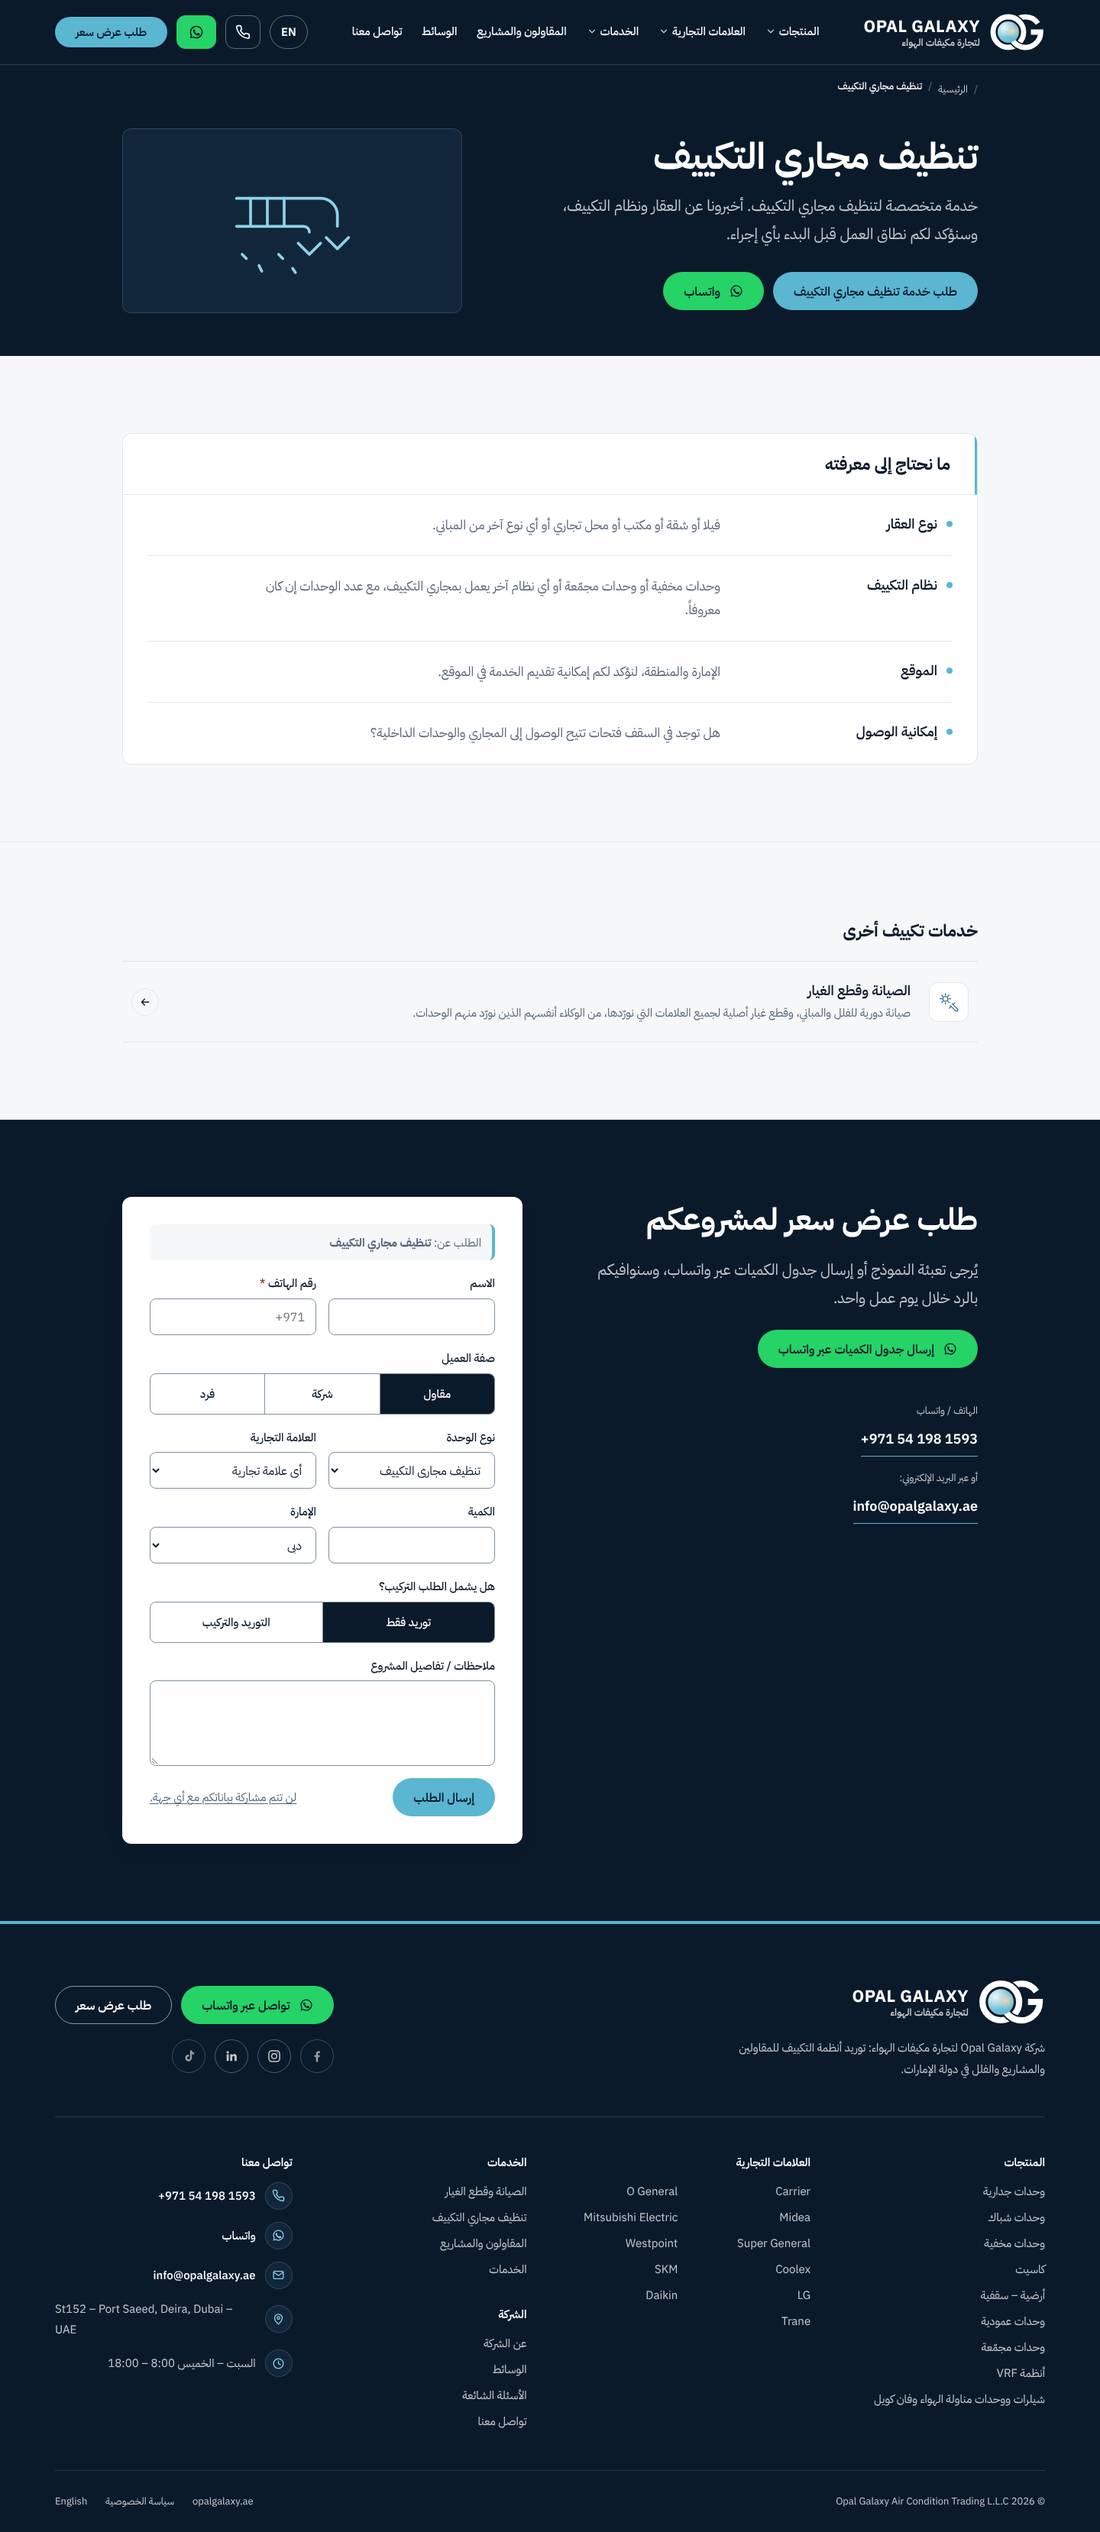 OPAL GALAXY
لتجارة مكيفات الهواء
المنتجات
العلامات التجارية
الخدمات
المقاولون والمشاريع
الوسائط
تواصل معنا
EN
طلب عرض سعر
/ الرئيسية / تنظيف مجاري التكييف
تنظيف مجاري التكييف
خدمة متخصصة لتنظيف مجاري التكييف. أخبرونا عن العقار ونظام التكييف،
وسنؤكد لكم نطاق العمل قبل البدء بأي إجراء.
طلب خدمة تنظيف مجاري التكييف
واتساب
ما نحتاج إلى معرفته
نوع العقار
فيلا أو شقة أو مكتب أو محل تجاري أو أي نوع آخر من المباني.
نظام التكييف
وحدات مخفية أو وحدات مجمّعة أو أي نظام آخر يعمل بمجاري التكييف، مع عدد الوحدات إن كان
معروفاً.
الموقع
الإمارة والمنطقة، لنؤكد لكم إمكانية تقديم الخدمة في الموقع.
إمكانية الوصول
هل توجد في السقف فتحات تتيح الوصول إلى المجاري والوحدات الداخلية؟
خدمات تكييف أخرى
الصيانة وقطع الغيار
صيانة دورية للفلل والمباني، وقطع غيار أصلية لجميع العلامات التي نورّدها، من الوكلاء أنفسهم الذين نورّد منهم الوحدات.
طلب عرض سعر لمشروعكم
يُرجى تعبئة النموذج أو إرسال جدول الكميات عبر واتساب، وسنوافيكم
بالرد خلال يوم عمل واحد.
إرسال جدول الكميات عبر واتساب
الهاتف / واتساب
+971 54 198 1593
أو عبر البريد الإلكتروني:
info@opalgalaxy.ae
الطلب عن: تنظيف مجاري التكييف
الاسم
رقم الهاتف *
+971
صفة العميل
مقاول
شركة
فرد
نوع الوحدة
العلامة التجارية
تنظيف مجاري التكييف
أي علامة تجارية
الكمية
الإمارة
دبي
هل يشمل الطلب التركيب؟
توريد فقط
التوريد والتركيب
ملاحظات / تفاصيل المشروع
إرسال الطلب
لن تتم مشاركة بياناتكم مع أي جهة.
OPAL GALAXY
لتجارة مكيفات الهواء
شركة Opal Galaxy لتجارة مكيفات الهواء: توريد أنظمة التكييف للمقاولين
والمشاريع والفلل في دولة الإمارات.
تواصل عبر واتساب
طلب عرض سعر
المنتجات
وحدات جدارية
وحدات شباك
وحدات مخفية
كاسيت
أرضية – سقفية
وحدات عمودية
وحدات مجمّعة
أنظمة VRF
شيلرات ووحدات مناولة الهواء وفان كويل
العلامات التجارية
Carrier
Midea
Super General
Coolex
LG
Trane
O General
Mitsubishi Electric
Westpoint
SKM
Daikin
الخدمات
الصيانة وقطع الغيار
تنظيف مجاري التكييف
المقاولون والمشاريع
الخدمات
الشركة
عن الشركة
الوسائط
الأسئلة الشائعة
تواصل معنا
تواصل معنا
+971 54 198 1593
واتساب
info@opalgalaxy.ae
St152 – Port Saeed, Deira, Dubai –
UAE
السبت – الخميس 8:00 – 18:00
© 2026 Opal Galaxy Air Condition Trading L.L.C
opalgalaxy.ae
سياسة الخصوصية
English